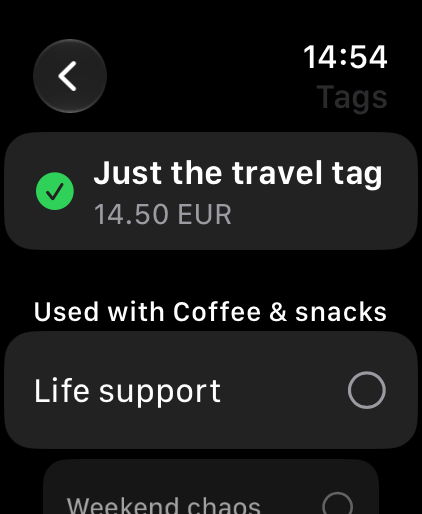 14:54
Tags
Just the travel tag
14.50 EUR
Used with Coffee & snacks
Life support
Weekend chaos